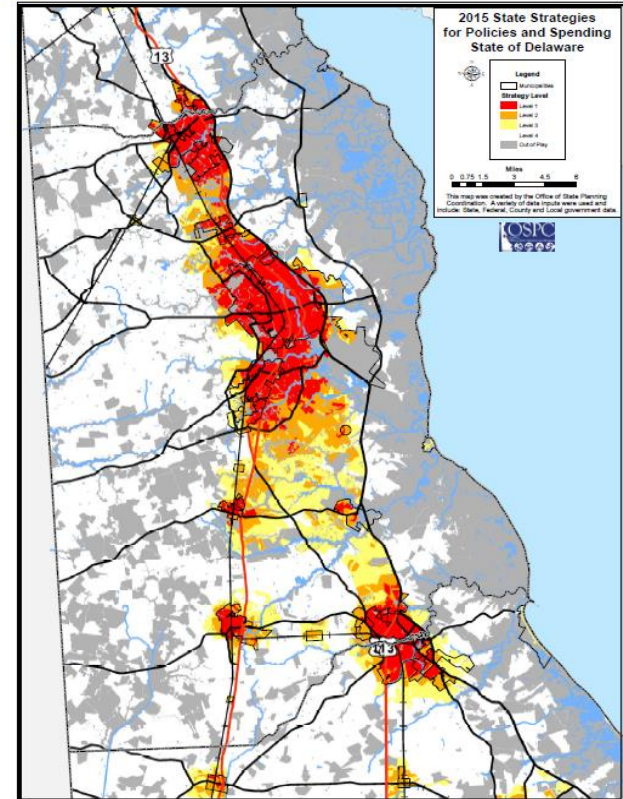 2015 State Strategies
for Policies and Spending
State of Delaware
Legend
Municipalities
Strategy Level
Level 1
Level 2
Level 3
Level 4
Out of Play
Miles
0 0.75 1.5 3 4.5 6
This map was created by the Office of State Planning
Coordination. A variety of data inputs were used and
include: State, Federal, County and Local government data.
OSPC
13
113